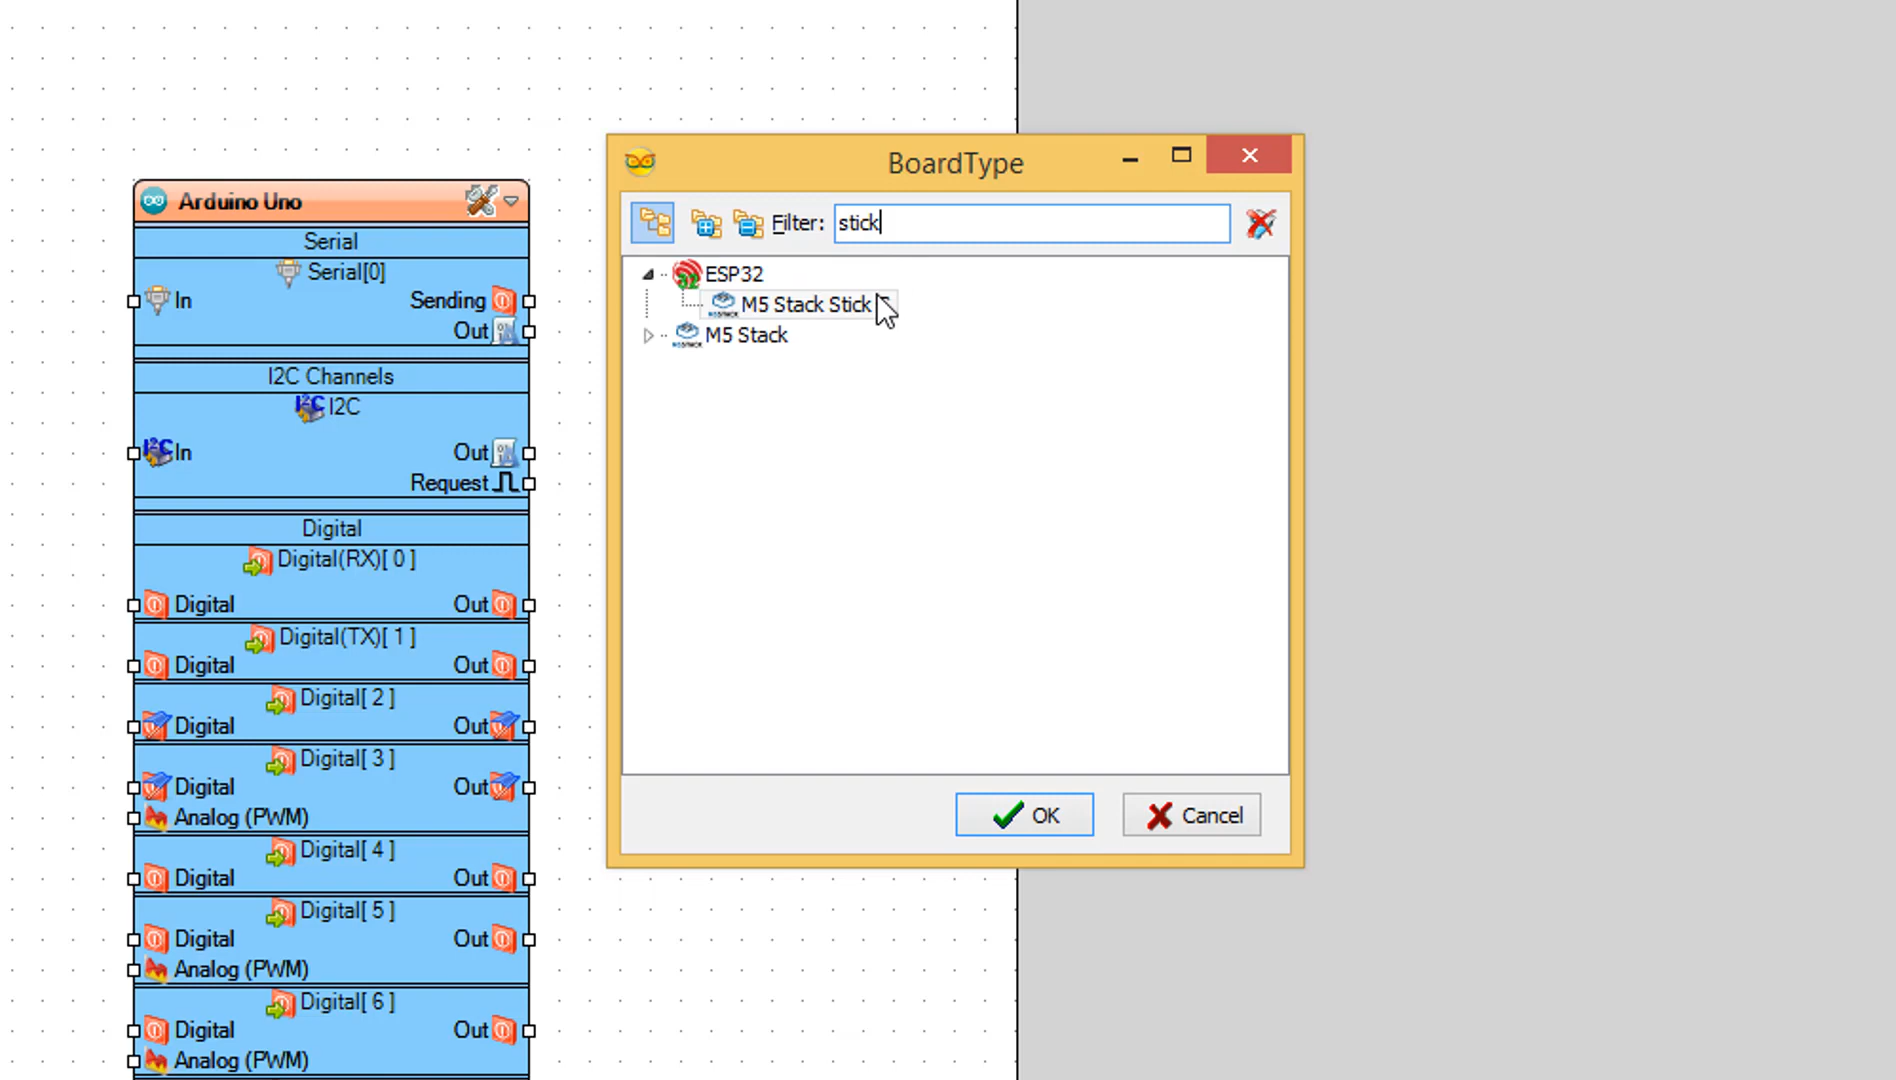 Arduino Uno
Serial
Serial[0]
In
Sending
Out
I2C Channels
I2C
In
Out
Request
Digital
Digital(RX)[ 0 ]
Digital
Out
Digital(TX)[ 1 ]
Digital
Out
Digital[ 2 ]
Digital
Out
Digital[ 3 ]
Digital
Out
Analog (PWM)
Digital[ 4 ]
Digital
Out
Digital[ 5 ]
Digital
Out
Analog (PWM)
Digital[ 6 ]
Digital
Out
Analog (PWM)
BoardType
Filter: stick
ESP32
M5 Stack Stick
M5 Stack
OK
Cancel